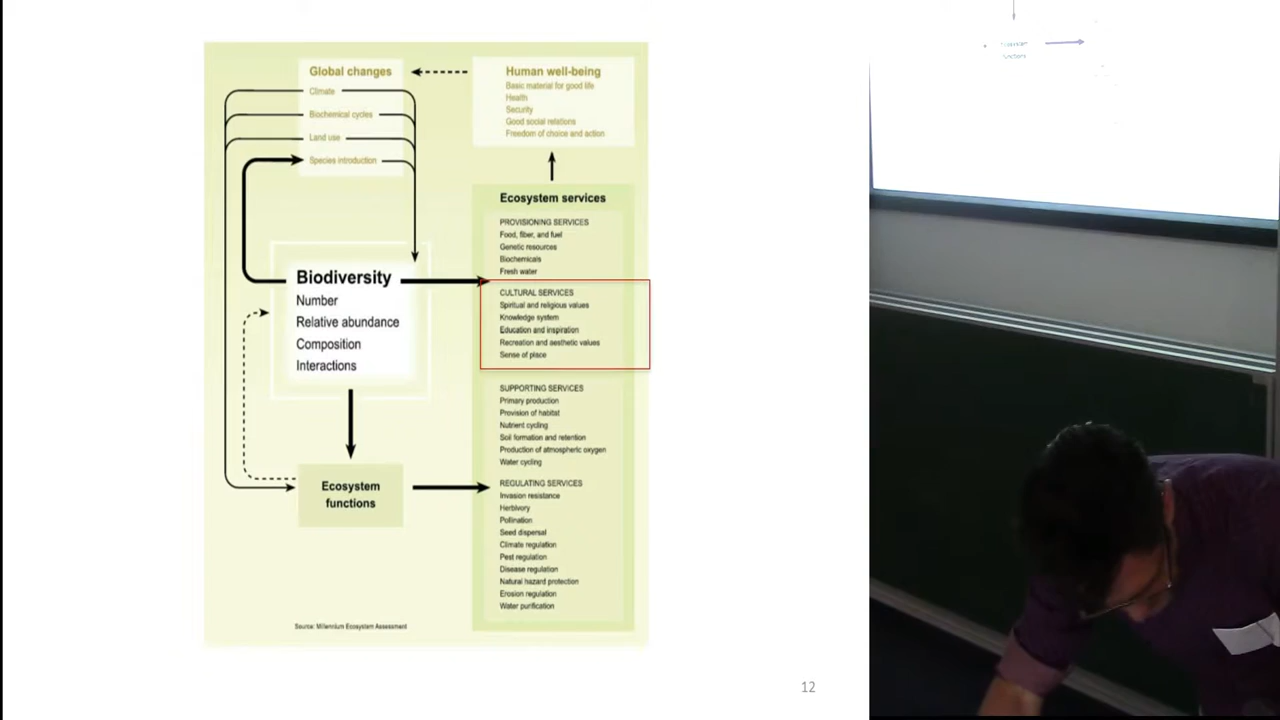 Global changes
Climate
Biochemical cycles
Land use
Species introduction
Human well-being
Basic material for good life
Health
Security
Good social relations
Freedom of choice and action
Biodiversity
Number
Relative abundance
Composition
Interactions
Ecosystem
functions
Ecosystem services
PROVISIONING SERVICES
Food, fiber, and fuel
Genetic resources
Biochemicals
Fresh water
CULTURAL SERVICES
Spiritual and religious values
Knowledge system
Education and inspiration
Recreation and aesthetic values
Sense of place
SUPPORTING SERVICES
Primary production
Provision of habitat
Nutrient cycling
Soil formation and retention
Production of atmospheric oxygen
Water cycling
REGULATING SERVICES
Invasion resistance
Herbivory
Pollination
Seed dispersal
Climate regulation
Pest regulation
Disease regulation
Natural hazard protection
Erosion regulation
Water purification
Source: Millennium Ecosystem Assessment
12